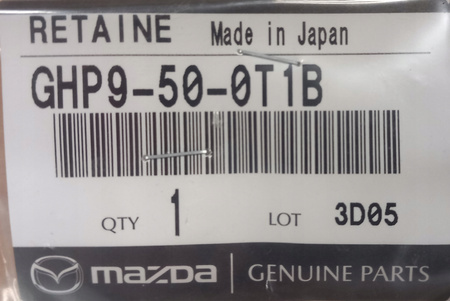 RETAINE Made in Japan
GHP9-50-0T1B
QTY 1 LOT 3D05
mazda GENUINE PARTS